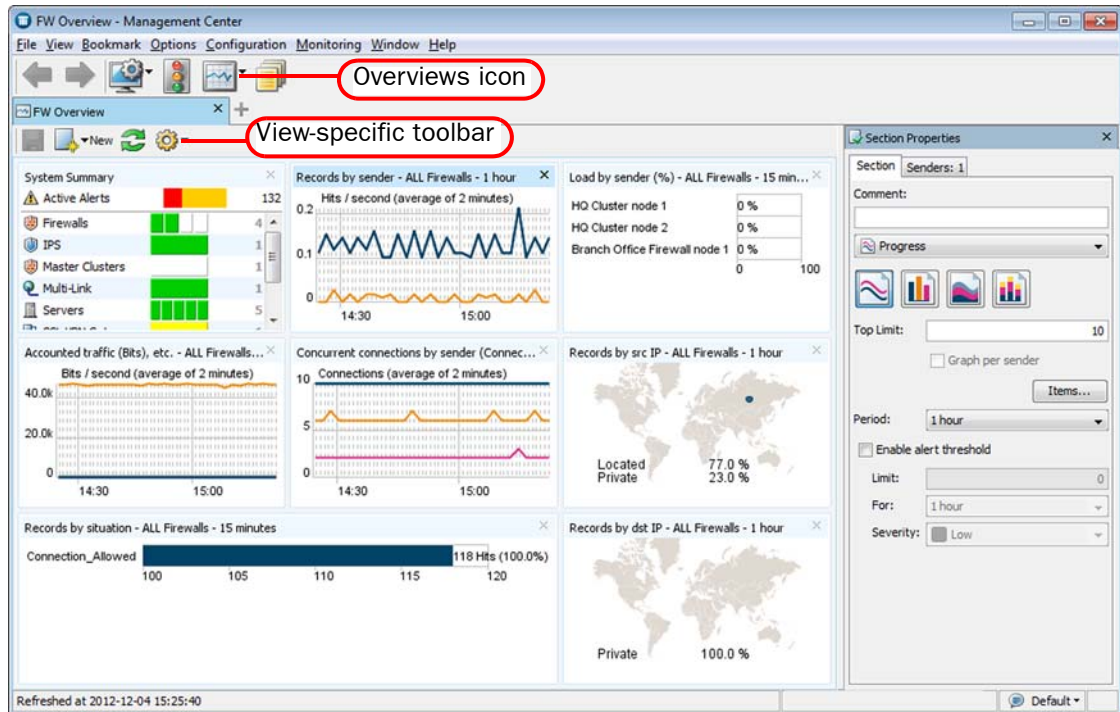 FW Overview - Management Center
File View Bookmark Options Configuration Monitoring Window Help
Overviews icon
FW Overview
New
View-specific toolbar
System Summary
Active Alerts 132
Firewalls 4
IPS 1
Master Clusters 1
Multi-Link 1
Servers 5
Records by sender - ALL Firewalls - 1 hour
Hits / second (average of 2 minutes)
0.2
0.1
0
14:30 15:00
Load by sender (%) - ALL Firewalls - 15 min...
HQ Cluster node 1 0 %
HQ Cluster node 2 0 %
Branch Office Firewall node 1 0 %
0 100
Accounted traffic (Bits), etc. - ALL Firewalls...
Bits / second (average of 2 minutes)
40.0k
20.0k
0
14:30 15:00
Concurrent connections by sender (Connec...
10 Connections (average of 2 minutes)
5
0
14:30 15:00
Records by src IP - ALL Firewalls - 1 hour
Located 77.0 %
Private 23.0 %
Records by situation - ALL Firewalls - 15 minutes
Connection_Allowed 118 Hits (100.0%)
100 105 110 115 120
Records by dst IP - ALL Firewalls - 1 hour
Private 100.0 %
Section Properties
Section Senders: 1
Comment:
Progress
Top Limit: 10
Graph per sender
Items...
Period: 1 hour
Enable alert threshold
Limit: 0
For: 1 hour
Severity: Low
Refreshed at 2012-12-04 15:25:40
Default